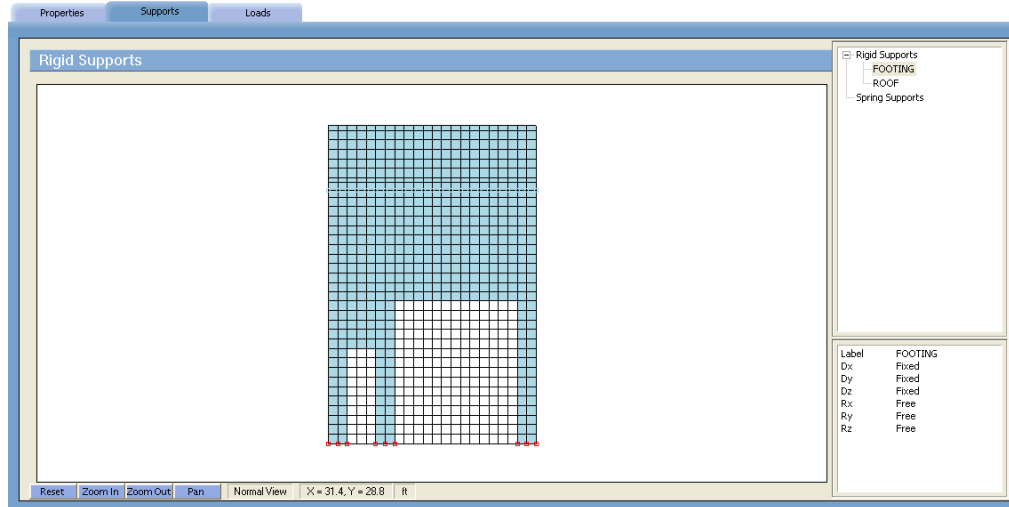 Properties Supports Loads
Rigid Supports
Rigid Supports
FOOTING
ROOF
Spring Supports
Label FOOTING
Dx Fixed
Dy Fixed
Dz Fixed
Rx Free
Ry Free
Rz Free
Reset Zoom In Zoom Out Pan Normal View X = 31.4, Y = 28.8 ft